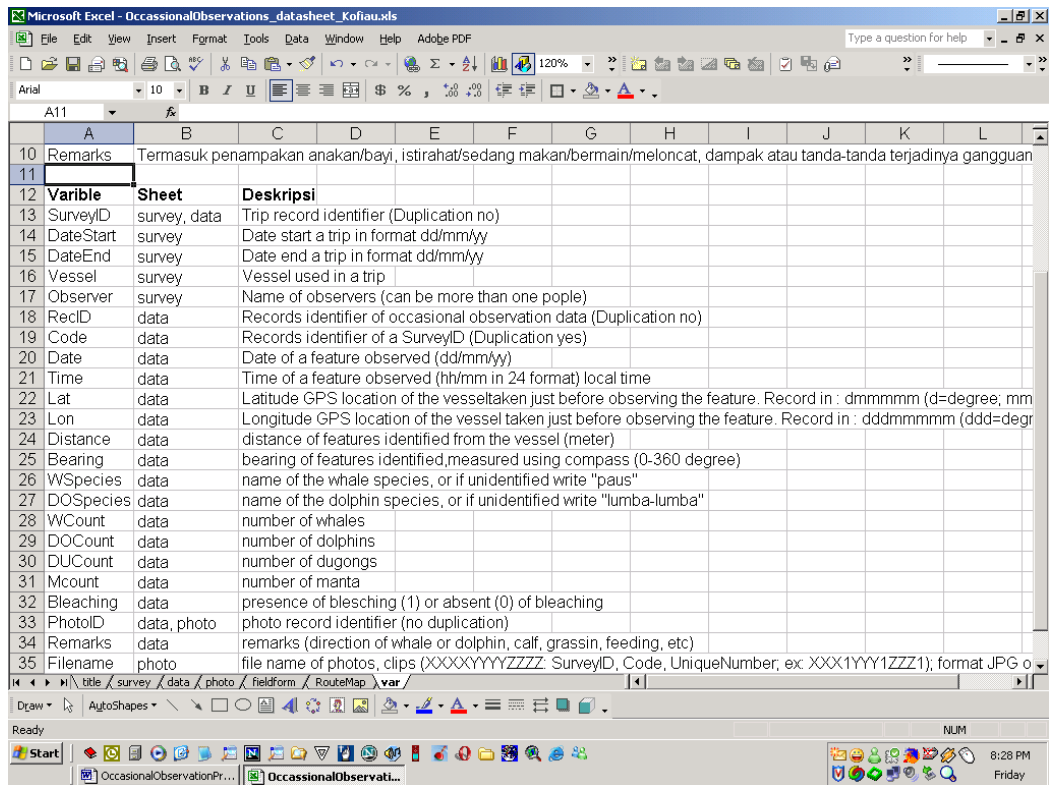 Microsoft Excel - OccassionalObservations_datasheet_Kofiau.xls
File Edit View Insert Format Tools Data Window Help Adobe PDF Type a question for help
120%
Arial 10 B I U $ % ,
A11 fx
A B C D E F G H I J K L
10 Remarks Termasuk penampakan anakan/bayi, istirahat/sedang makan/bermain/meloncat, dampak atau tanda-tanda terjadinya gangguan
11
12 Varible Sheet Deskripsi
13 SurveyID survey, data Trip record identifier (Duplication no)
14 DateStart survey Date start a trip in format dd/mm/yy
15 DateEnd survey Date end a trip in format dd/mm/yy
16 Vessel survey Vessel used in a trip
17 Observer survey Name of observers (can be more than one pople)
18 RecID data Records identifier of occasional observation data (Duplication no)
19 Code data Records identifier of a SurveyID (Duplication yes)
20 Date data Date of a feature observed (dd/mm/yy)
21 Time data Time of a feature observed (hh/mm in 24 format) local time
22 Lat data Latitude GPS location of the vesseltaken just before observing the feature. Record in : dmmmmm (d=degree; mm
23 Lon data Longitude GPS location of the vessel taken just before observing the feature. Record in : dddmmmmm (ddd=degr
24 Distance data distance of features identified from the vessel (meter)
25 Bearing data bearing of features identified,measured using compass (0-360 degree)
26 WSpecies data name of the whale species, or if unidentified write "paus"
27 DOSpecies data name of the dolphin species, or if unidentified write "lumba-lumba"
28 WCount data number of whales
29 DOCount data number of dolphins
30 DUCount data number of dugongs
31 Mcount data number of manta
32 Bleaching data presence of blesching (1) or absent (0) of bleaching
33 PhotoID data, photo photo record identifier (no duplication)
34 Remarks data remarks (direction of whale or dolphin, calf, grassin, feeding, etc)
35 Filename photo file name of photos, clips (XXXXYYYYZZZZ: SurveyID, Code, UniqueNumber; ex: XXX1YYY1ZZZ1); format JPG o
title / survey / data / photo / fieldform / RouteMap \ var /
Draw AutoShapes
Ready NUM
Start 8:28 PM
OccasionalObservationPr... OccassionalObservati... Friday